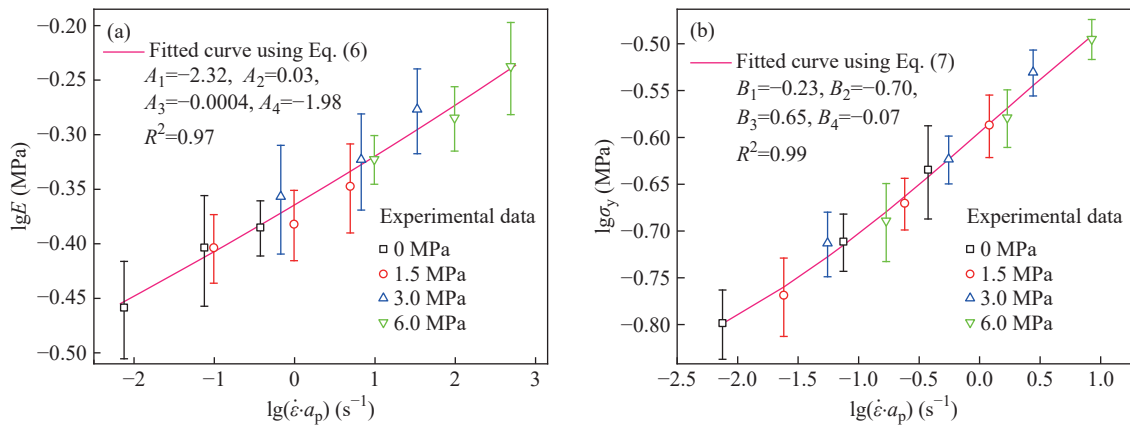 (a)
Fitted curve using Eq. (6)
A₁=−2.32, A₂=0.03,
A₃=−0.0004, A₄=−1.98
R²=0.97
Experimental data
0 MPa
1.5 MPa
3.0 MPa
6.0 MPa
lgE (MPa)
−0.20
−0.25
−0.30
−0.35
−0.40
−0.45
−0.50
−2 −1 0 1 2 3
lg(ε̇·aₚ) (s⁻¹)
(b)
Fitted curve using Eq. (7)
B₁=−0.23, B₂=−0.70,
B₃=0.65, B₄=−0.07
R²=0.99
Experimental data
0 MPa
1.5 MPa
3.0 MPa
6.0 MPa
lgσy (MPa)
−0.50
−0.55
−0.60
−0.65
−0.70
−0.75
−0.80
−2.5 −2.0 −1.5 −1.0 −0.5 0 0.5 1.0
lg(ε̇·aₚ) (s⁻¹)